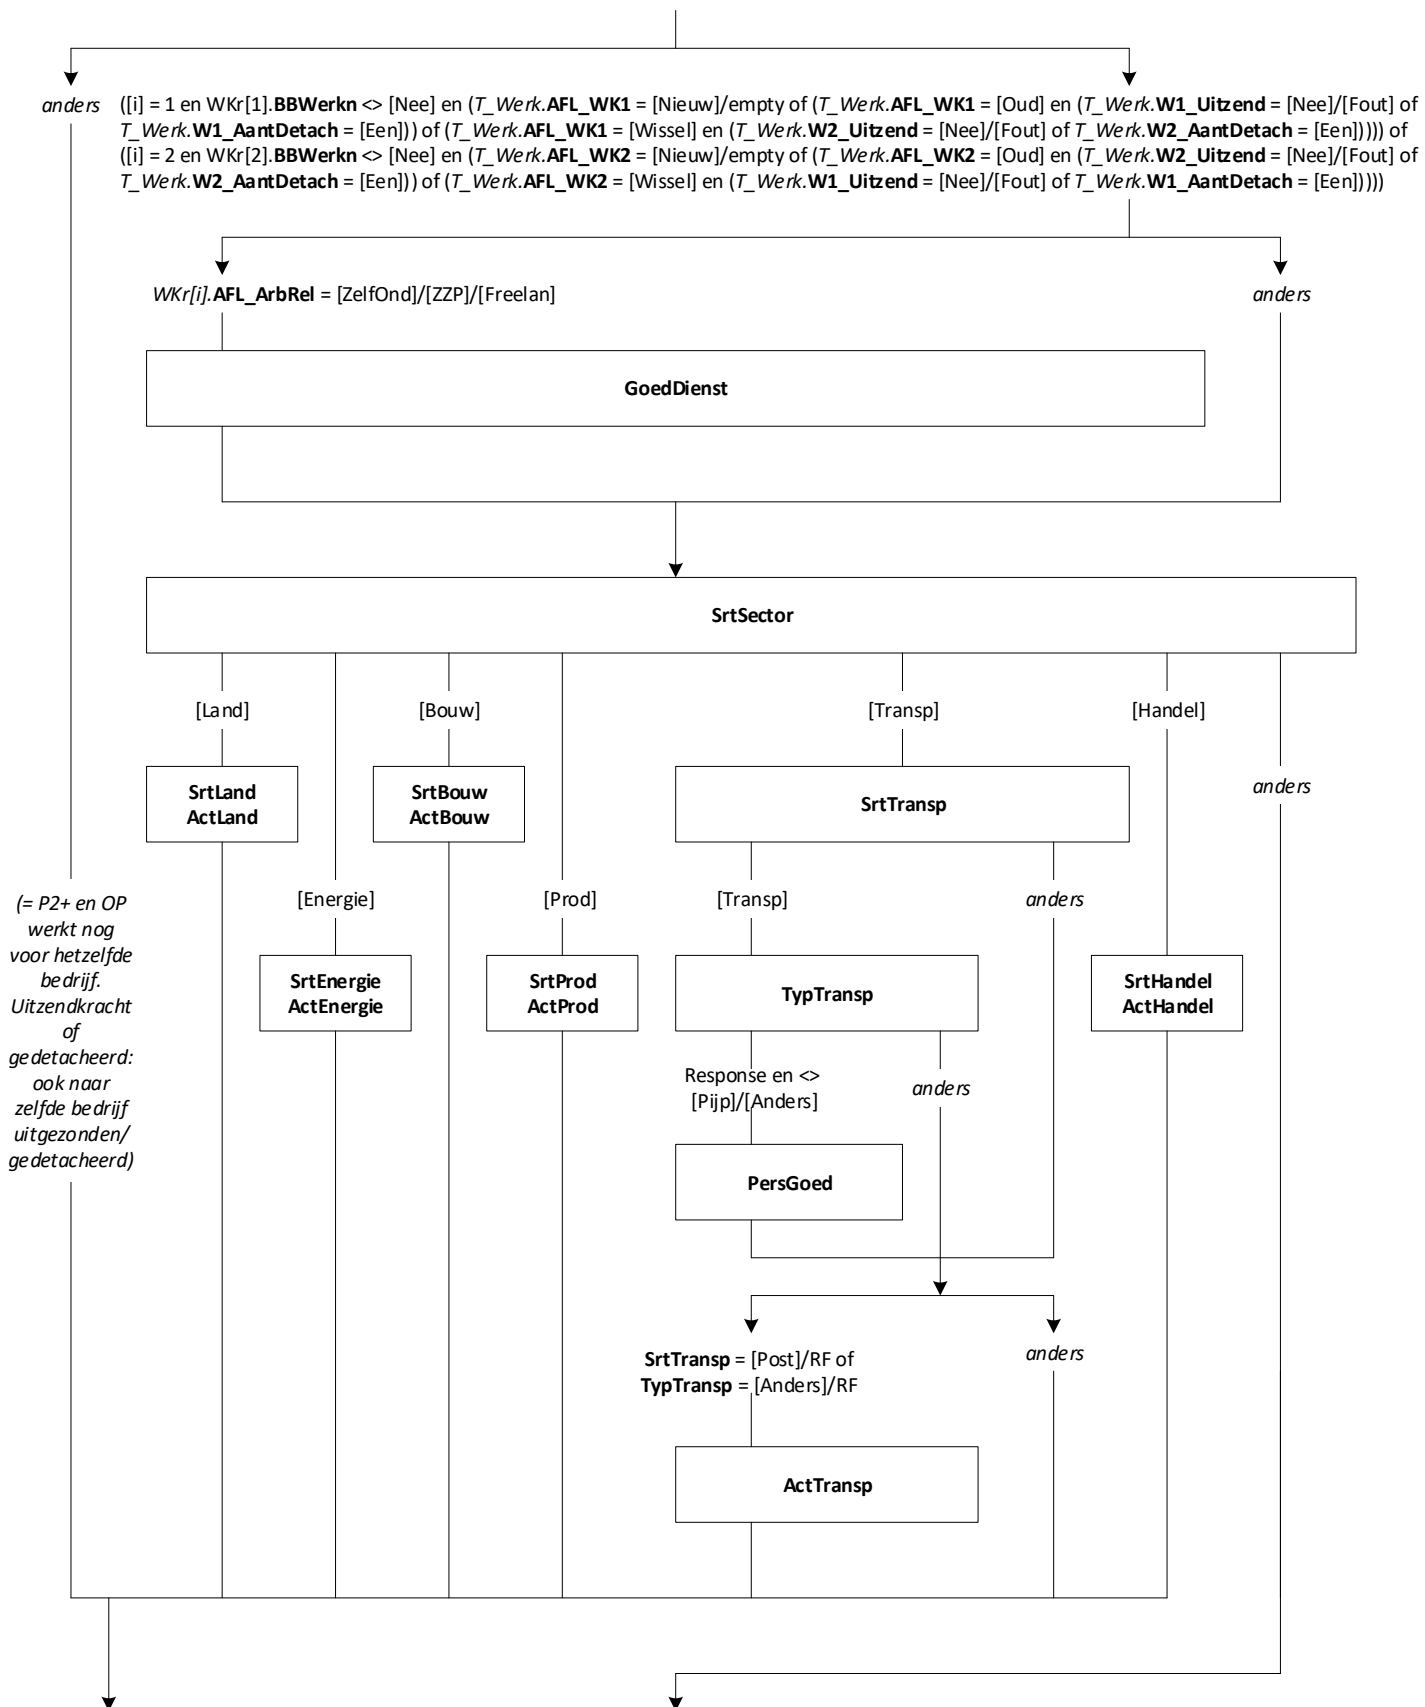 anders
([i] = 1 en WKr[1].BBWerkn <> [Nee] en (T_Werk.AFL_WK1 = [Nieuw]/empty of (T_Werk.AFL_WK1 = [Oud] en (T_Werk.W1_Uitzend = [Nee]/[Fout] of
T_Werk.W1_AantDetach = [Een])) of (T_Werk.AFL_WK1 = [Wissel] en (T_Werk.W2_Uitzend = [Nee]/[Fout] of T_Werk.W2_AantDetach = [Een])))) of
([i] = 2 en WKr[2].BBWerkn <> [Nee] en (T_Werk.AFL_WK2 = [Nieuw]/empty of (T_Werk.AFL_WK2 = [Oud] en (T_Werk.W2_Uitzend = [Nee]/[Fout] of
T_Werk.W2_AantDetach = [Een])) of (T_Werk.AFL_WK2 = [Wissel] en (T_Werk.W1_Uitzend = [Nee]/[Fout] of T_Werk.W1_AantDetach = [Een]))))
WKr[i].AFL_ArbRel = [ZelfOnd]/[ZZP]/[Freelan]
anders
GoedDienst
SrtSector
[Land]
[Bouw]
[Transp]
[Handel]
SrtLand
ActLand
SrtBouw
ActBouw
SrtTransp
anders
(= P2+ en OP
werkt nog
voor hetzelfde
bedrijf.
Uitzendkracht
of
gedetacheerd:
ook naar
zelfde bedrijf
uitgezonden/
gedetacheerd)
[Energie]
[Prod]
[Transp]
anders
SrtEnergie
ActEnergie
SrtProd
ActProd
TypTransp
SrtHandel
ActHandel
Response en <>
[Pijp]/[Anders]
anders
PersGoed
SrtTransp = [Post]/RF of
TypTransp = [Anders]/RF
anders
ActTransp